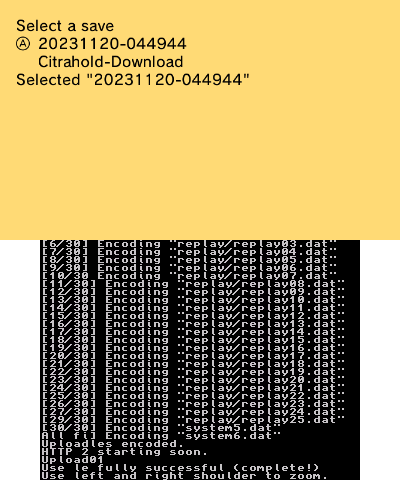 Select a save
Ⓐ 20231120-044944
Citrahold-Download
Selected "20231120-044944"
[6/30] Encoding "replay/replay03.dat"
[7/30] Encoding "replay/replay04.dat"
[8/30] Encoding "replay/replay05.dat"
[9/30] Encoding "replay/replay06.dat"
[10/30 Encoding "replay/replay07.dat"
[11/30] Encoding "replay/replay08.dat"
[12/30] Encoding "replay/replay09.dat"
[13/30] Encoding "replay/replay10.dat"
[14/30] Encoding "replay/replay11.dat"
[15/30] Encoding "replay/replay12.dat"
[16/30] Encoding "replay/replay13.dat"
[17/30] Encoding "replay/replay14.dat"
[18/30] Encoding "replay/replay15.dat"
[19/30] Encoding "replay/replay16.dat"
[20/30] Encoding "replay/replay17.dat"
[21/30] Encoding "replay/replay18.dat"
[22/30] Encoding "replay/replay19.dat"
[23/30] Encoding "replay/replay20.dat"
[24/30] Encoding "replay/replay21.dat"
[25/30] Encoding "replay/replay22.dat"
[26/30] Encoding "replay/replay23.dat"
[27/30] Encoding "replay/replay24.dat"
[29/30] Encoding "replay/replay25.dat"
[30/30] Encoding "system5.dat"
All fi] Encoding "system6.dat"
Uploadles encoded.
HTTP 2 starting soon.
Upload01
Use le fully successful (complete!)
Use left and right shoulder to zoom.